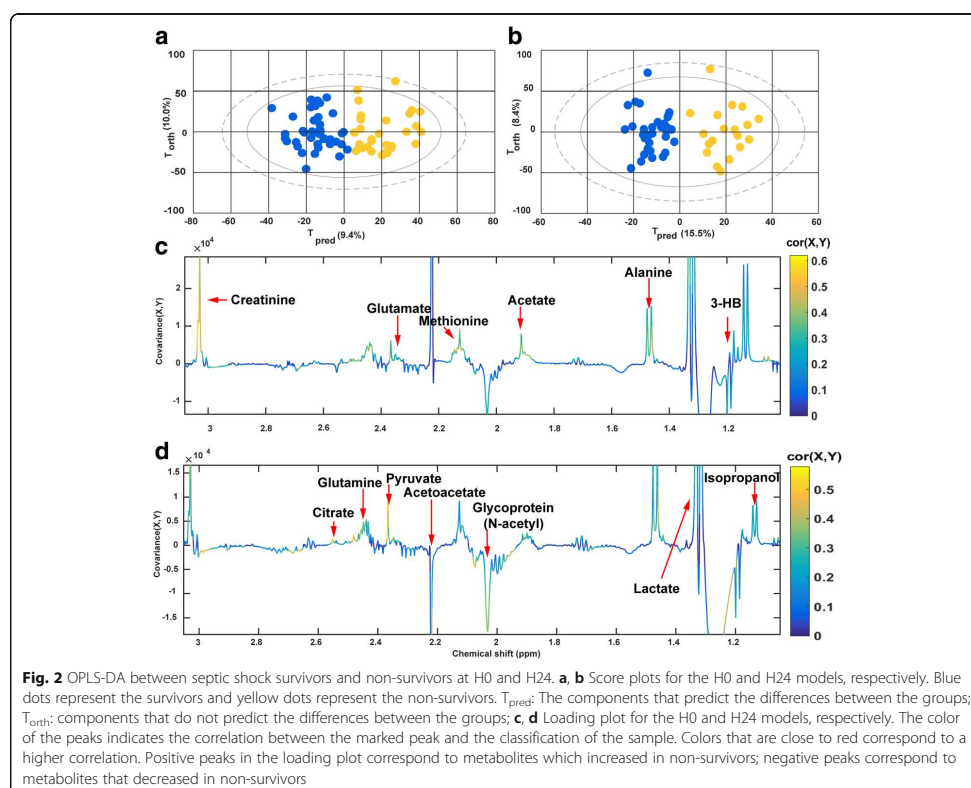 a
b
100
50
0
-50
-100
T orth (10.0%)
-80 -60 -40 -20 0 20 40 60 80
T pred (9.4%)
100
50
0
-50
-100
T orth (8.4%)
-60 -40 -20 0 20 40 60
T pred (15.5%)
c
×10 4
2
1
0
-1
Covariance(X,Y)
Creatinine
Glutamate
Methionine
Acetate
Alanine
3-HB
3 2.8 2.6 2.4 2.2 2 1.8 1.6 1.4 1.2
cor(X,Y)
0.6
0.5
0.4
0.3
0.2
0.1
0
d
×10 4
1.5
1
0.5
0
-0.5
-1
-1.5
Covariance(X,Y)
Citrate
Glutamine
Pyruvate
Acetoacetate
Glycoprotein
(N-acetyl)
Lactate
Isopropanol
3 2.8 2.6 2.4 2.2 2 1.8 1.6 1.4 1.2
Chemical shift (ppm)
cor(X,Y)
0.5
0.4
0.3
0.2
0.1
0
Fig. 2 OPLS-DA between septic shock survivors and non-survivors at H0 and H24. a, b Score plots for the H0 and H24 models, respectively. Blue
dots represent the survivors and yellow dots represent the non-survivors. Tpred: The components that predict the differences between the groups;
Torth: components that do not predict the differences between the groups; c, d Loading plot for the H0 and H24 models, respectively. The color
of the peaks indicates the correlation between the marked peak and the classification of the sample. Colors that are close to red correspond to a
higher correlation. Positive peaks in the loading plot correspond to metabolites which increased in non-survivors; negative peaks correspond to
metabolites that decreased in non-survivors